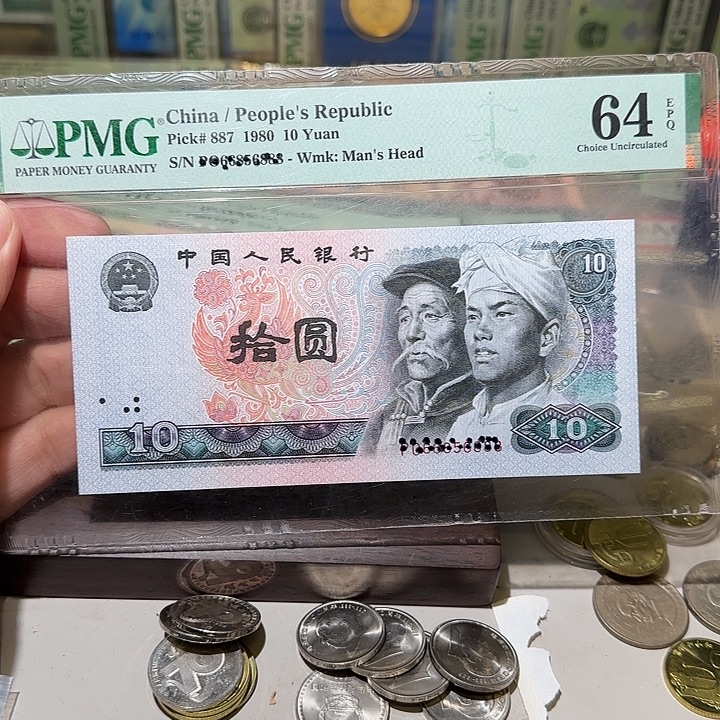 PMG
PAPER MONEY GUARANTY
China / People's Republic
Pick# 887 1980 10 Yuan
S/N - Wmk: Man's Head
64 EPQ
Choice Uncirculated
中国人民银行
10
拾圆
10
10